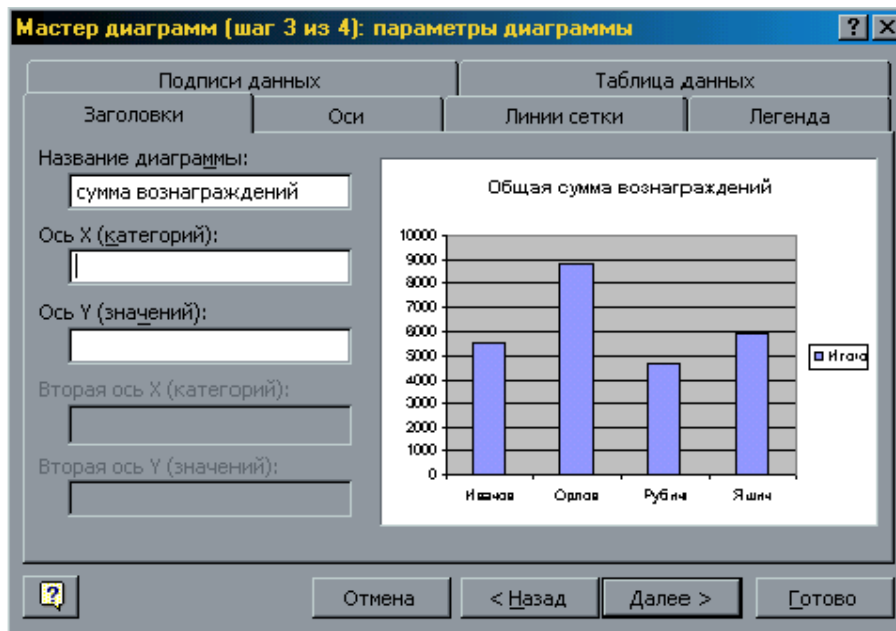 Мастер диаграмм (шаг 3 из 4): параметры диаграммы
Подписи данных
Таблица данных
Заголовки
Оси
Линии сетки
Легенда
Название диаграммы:
сумма вознаграждений
Ось X (категорий):
Ось Y (значений):
Вторая ось X (категорий):
Вторая ось Y (значений):
Общая сумма вознаграждений
10000
9000
8000
7000
6000
5000
4000
3000
2000
1000
0
Иванов
Орлов
Рубин
Яшин
Отмена
< Назад
Далее >
Готово